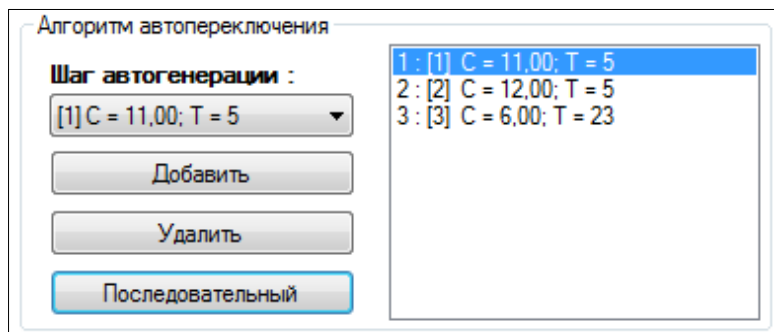 Алгоритм автопереключения
Шаг автогенерации :
[1] C = 11,00; T = 5
Добавить
Удалить
Последовательный
1 : [1] C = 11,00; T = 5
2 : [2] C = 12,00; T = 5
3 : [3] C = 6,00; T = 23